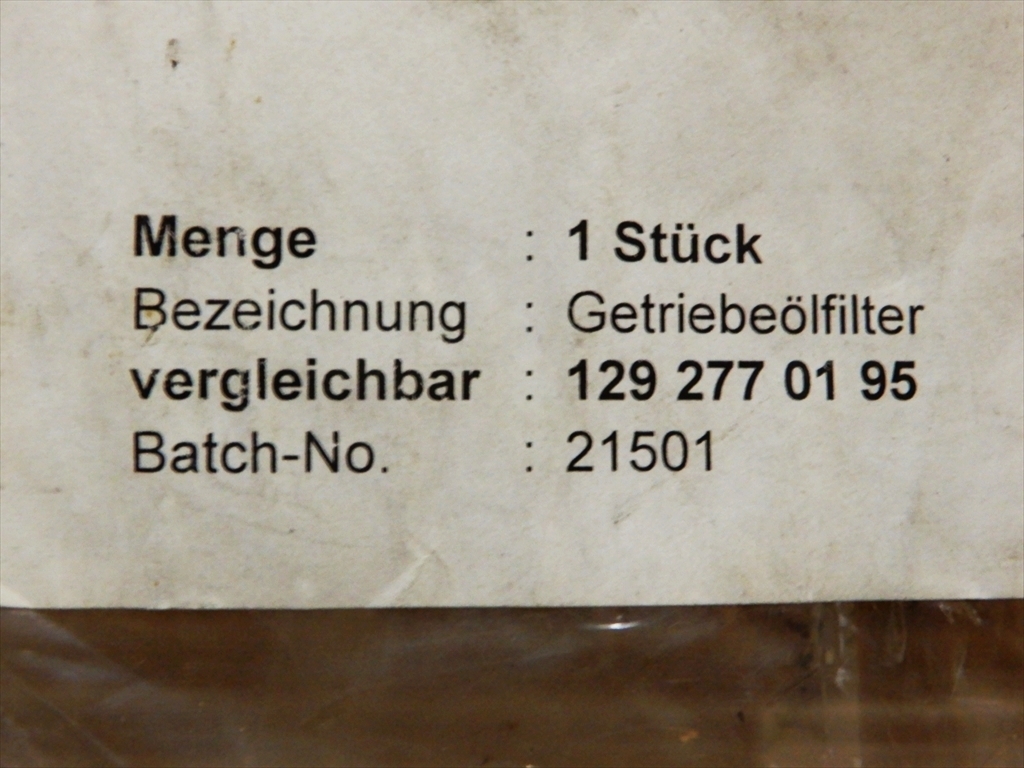 Menge : 1 Stück
Bezeichnung : Getriebeölfilter
vergleichbar : 129 277 01 95
Batch-No. : 21501